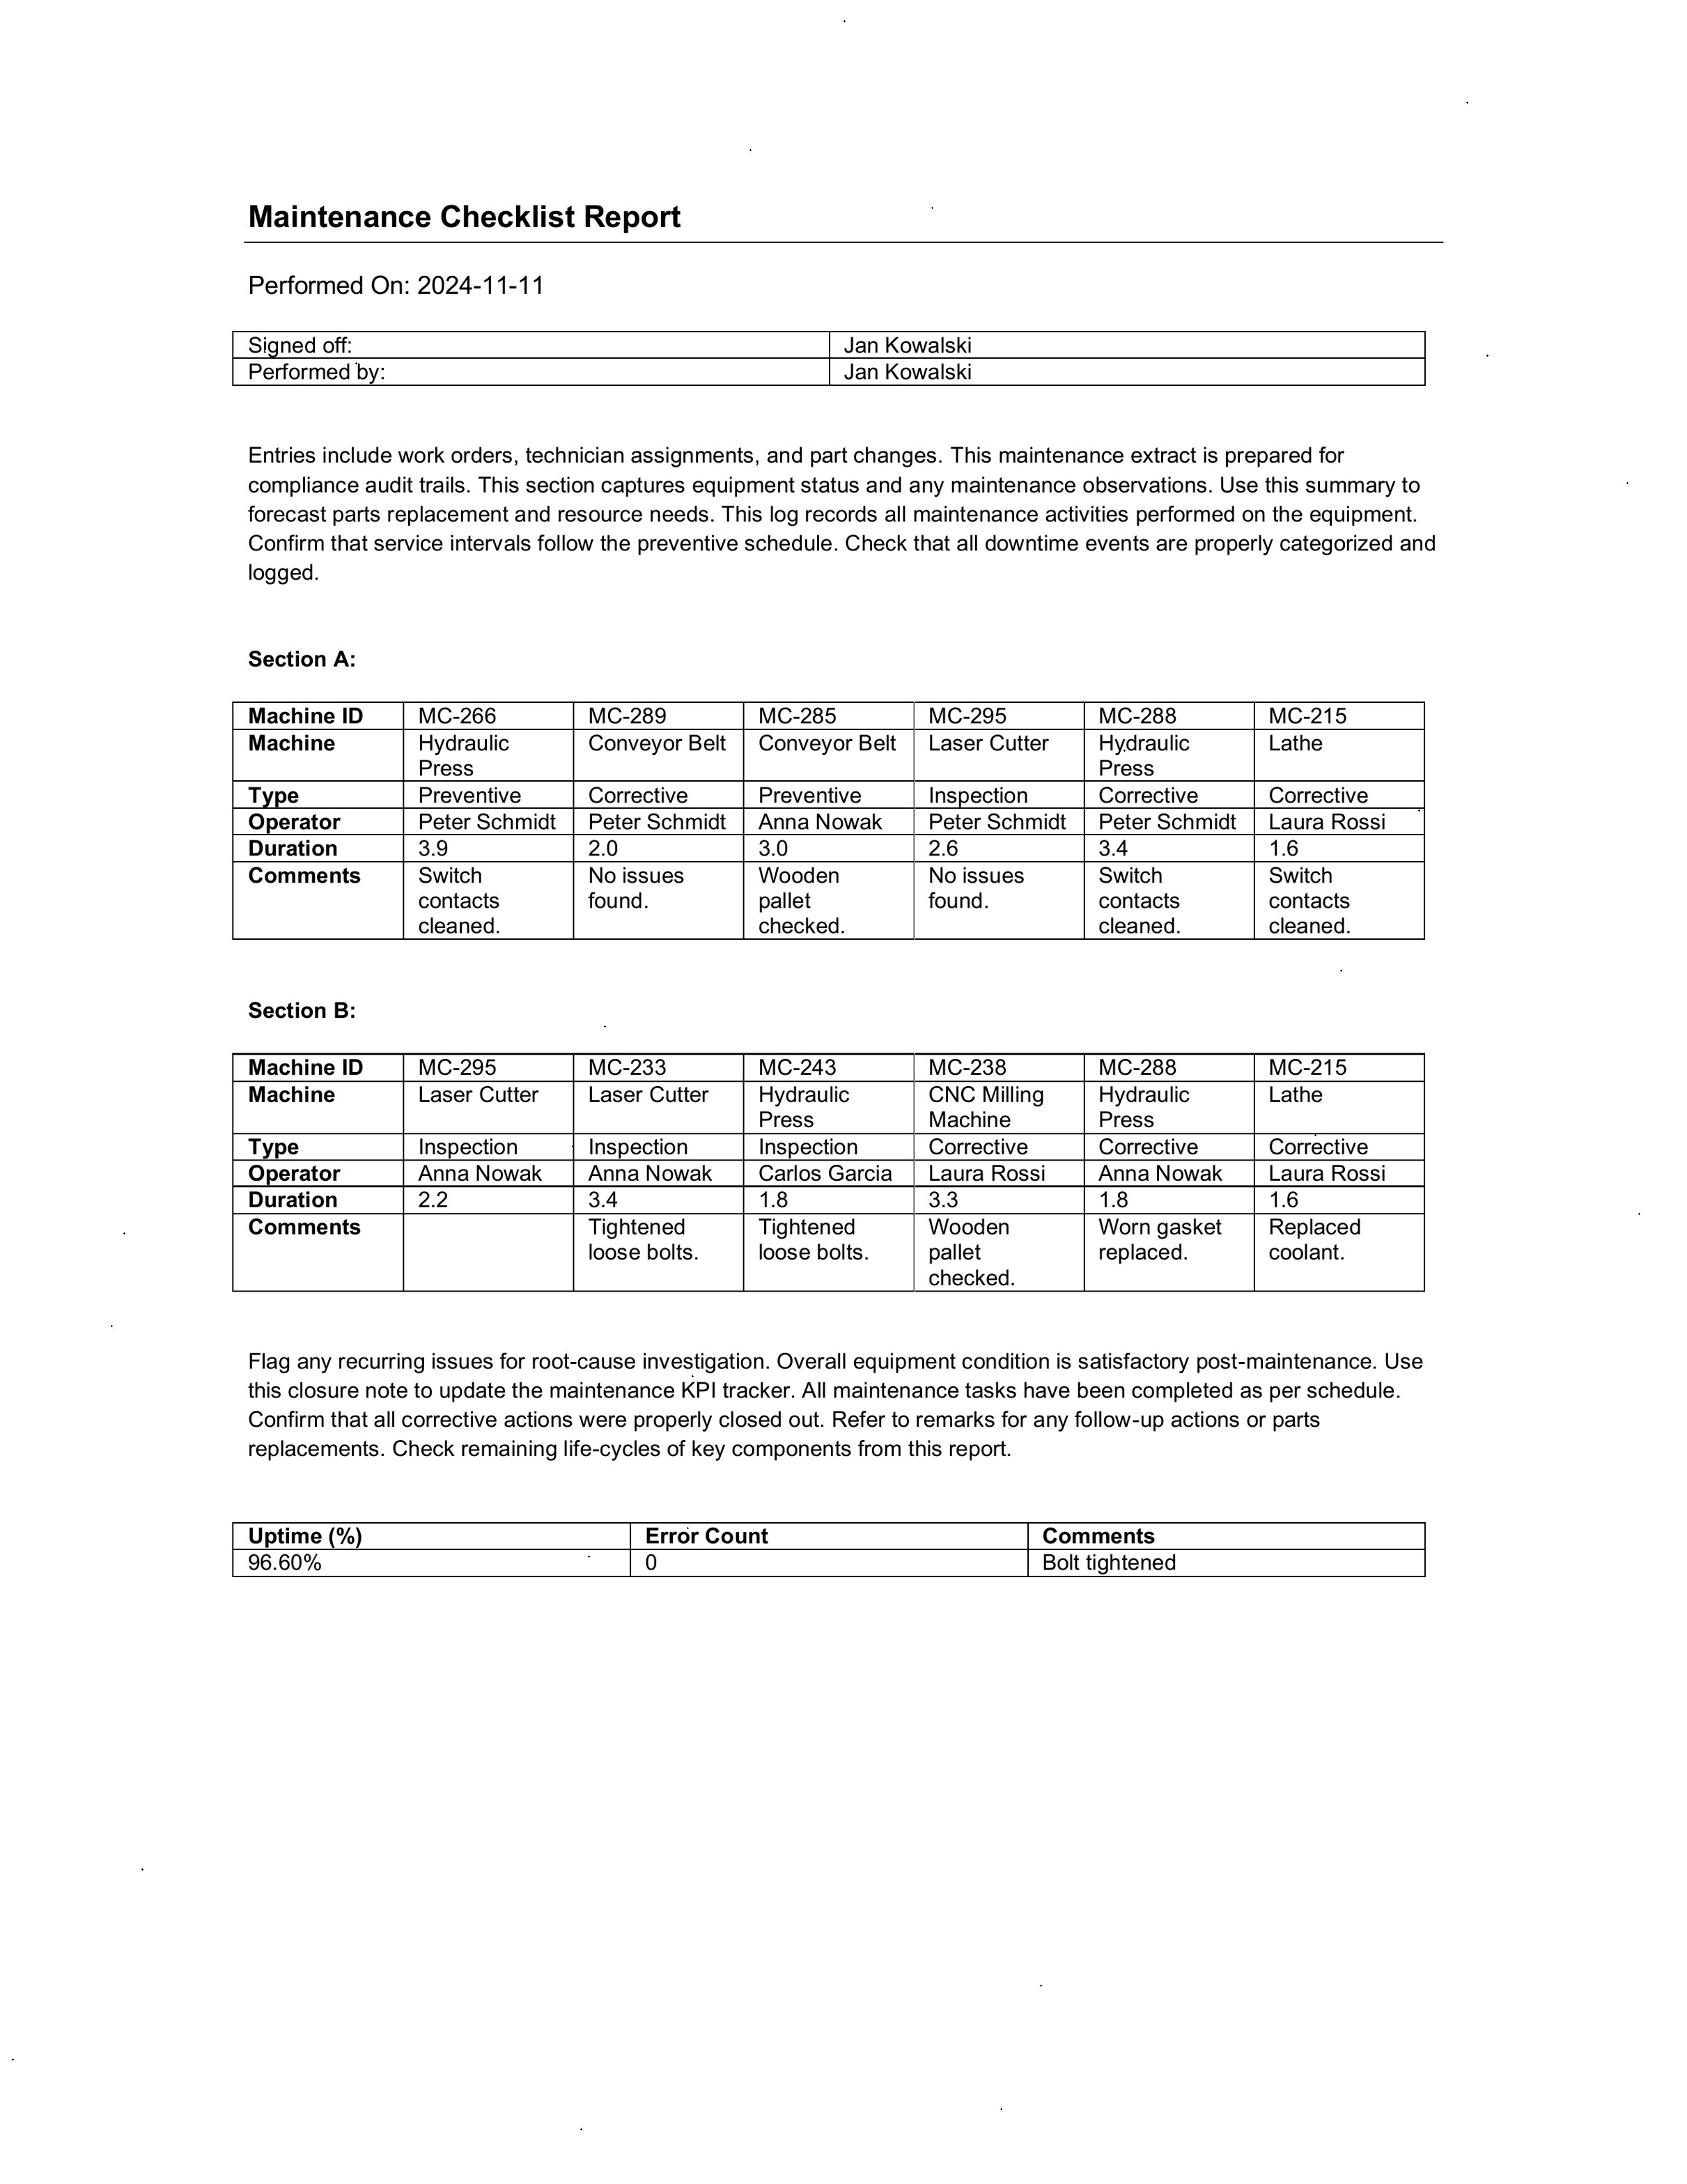 Maintenance Checklist Report
Performed On: 2024-11-11
Signed off: Jan Kowalski
Performed by: Jan Kowalski
Entries include work orders, technician assignments, and part changes. This maintenance extract is prepared for
compliance audit trails. This section captures equipment status and any maintenance observations. Use this summary to
forecast parts replacement and resource needs. This log records all maintenance activities performed on the equipment.
Confirm that service intervals follow the preventive schedule. Check that all downtime events are properly categorized and
logged.
Section A:
Machine ID MC-266 MC-289 MC-285 MC-295 MC-288 MC-215
Machine Hydraulic Conveyor Belt Conveyor Belt Laser Cutter Hydraulic Lathe
Press Press
Type Preventive Corrective Preventive Inspection Corrective Corrective
Operator Peter Schmidt Peter Schmidt Anna Nowak Peter Schmidt Peter Schmidt Laura Rossi
Duration 3.9 2.0 3.0 2.6 3.4 1.6
Comments Switch No issues Wooden No issues Switch Switch
contacts found. pallet found. contacts contacts
cleaned. checked. cleaned. cleaned.
Section B:
Machine ID MC-295 MC-233 MC-243 MC-238 MC-288 MC-215
Machine Laser Cutter Laser Cutter Hydraulic CNC Milling Hydraulic Lathe
Press Machine Press
Type Inspection Inspection Inspection Corrective Corrective Corrective
Operator Anna Nowak Anna Nowak Carlos Garcia Laura Rossi Anna Nowak Laura Rossi
Duration 2.2 3.4 1.8 3.3 1.8 1.6
Comments Tightened Tightened Wooden Worn gasket Replaced
loose bolts. loose bolts. pallet replaced. coolant.
checked.
Flag any recurring issues for root-cause investigation. Overall equipment condition is satisfactory post-maintenance. Use
this closure note to update the maintenance KPI tracker. All maintenance tasks have been completed as per schedule.
Confirm that all corrective actions were properly closed out. Refer to remarks for any follow-up actions or parts
replacements. Check remaining life-cycles of key components from this report.
Uptime (%) Error Count Comments
96.60% 0 Bolt tightened